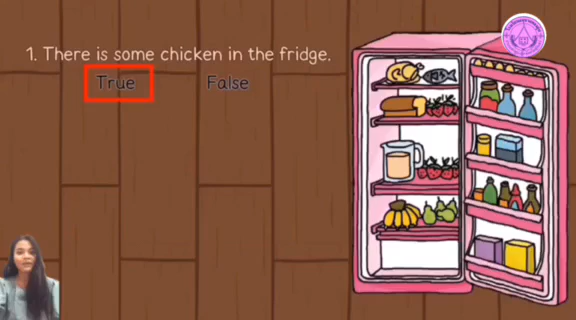 1. There is some chicken in the fridge.
True False